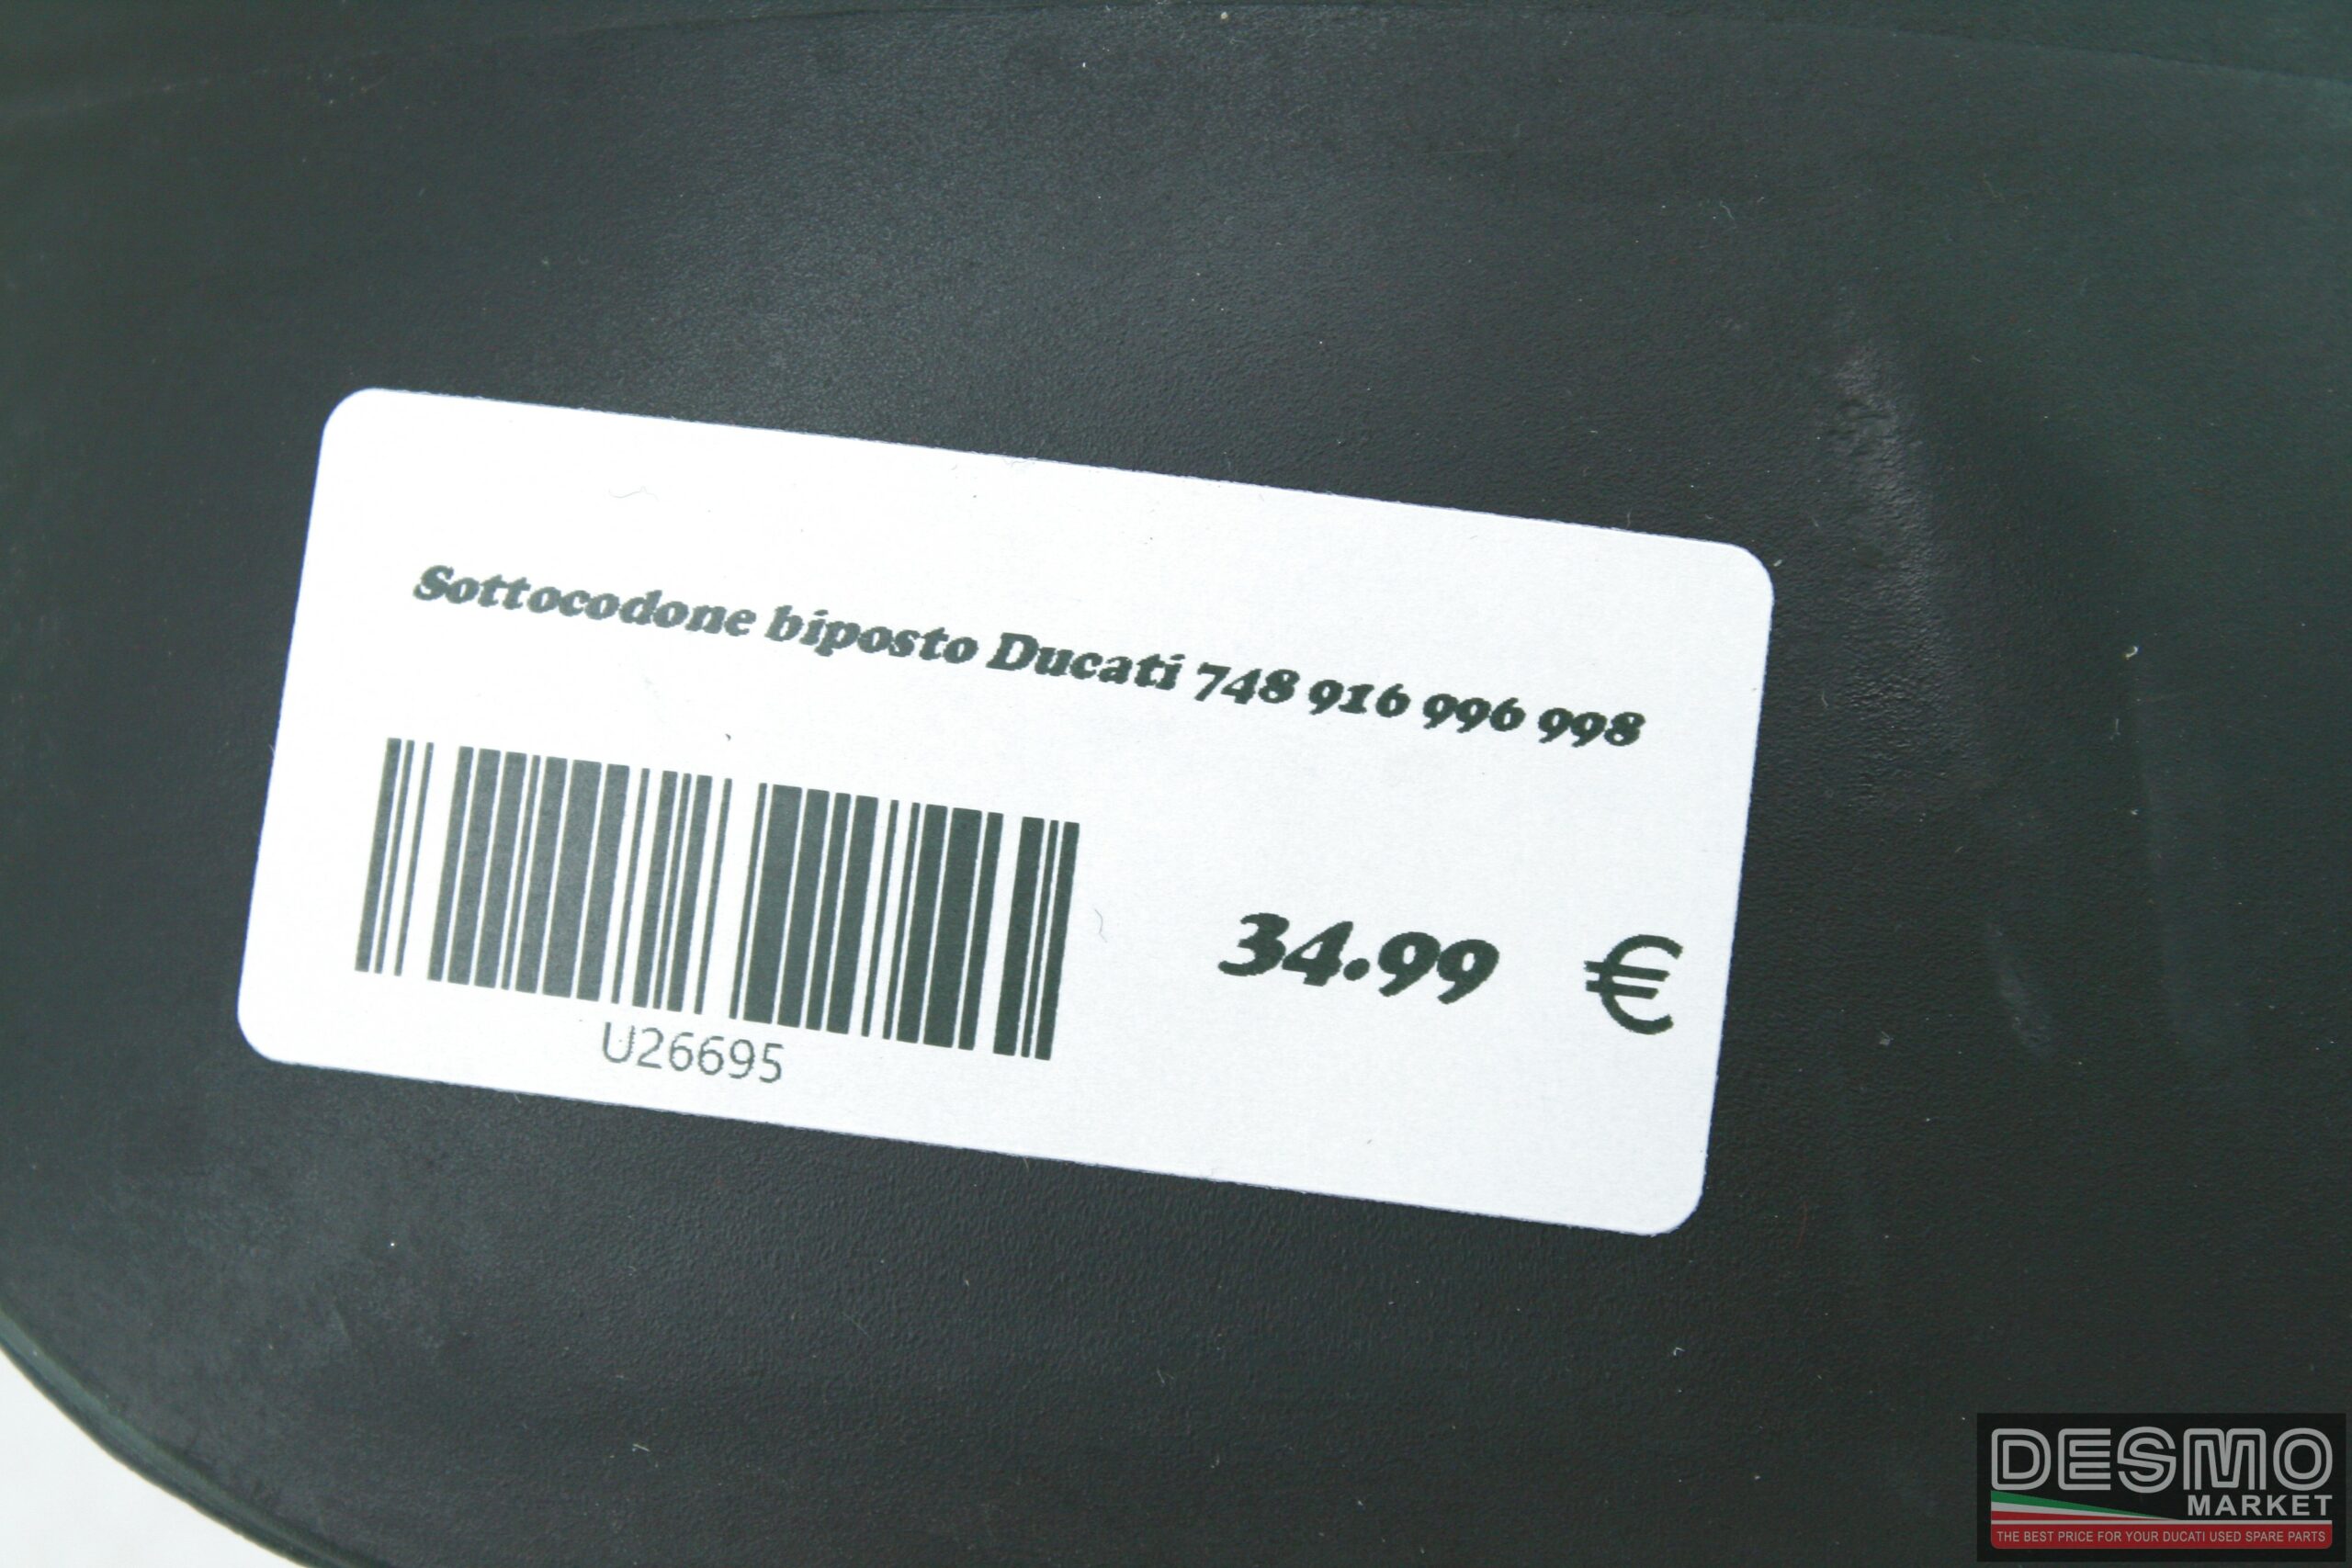 Sottocodone biposto Ducati 748 916 996 998
34.99 €
U26695
DESMO
MARKET
THE BEST PRICE FOR YOUR DUCATI USED SPARE PARTS